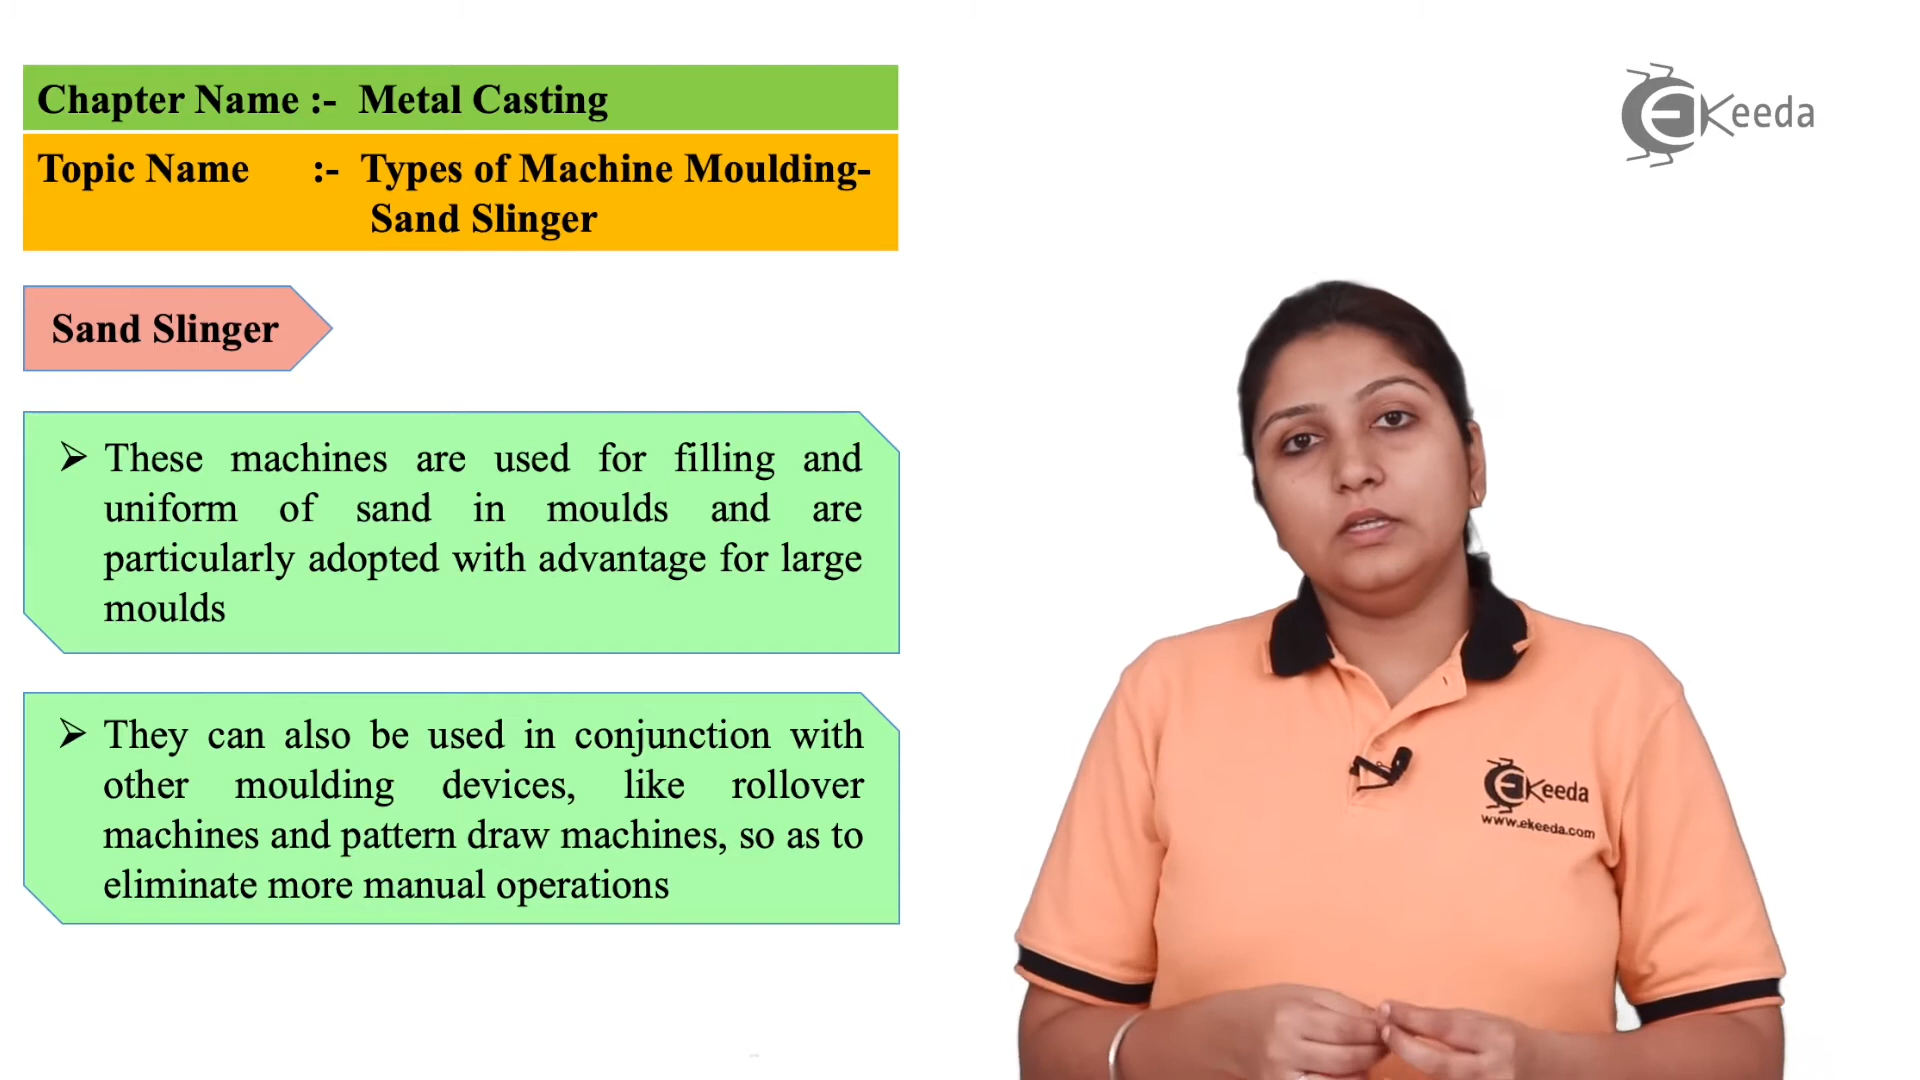 Chapter Name :- Metal Casting
Topic Name :- Types of Machine Moulding-
Sand Slinger
Sand Slinger
➢ These machines are used for filling and
uniform of sand in moulds and are
particularly adopted with advantage for large
moulds
➢ They can also be used in conjunction with
other moulding devices, like rollover
machines and pattern draw machines, so as to
eliminate more manual operations
EKeeda
EKeeda
www.ekeeda.com